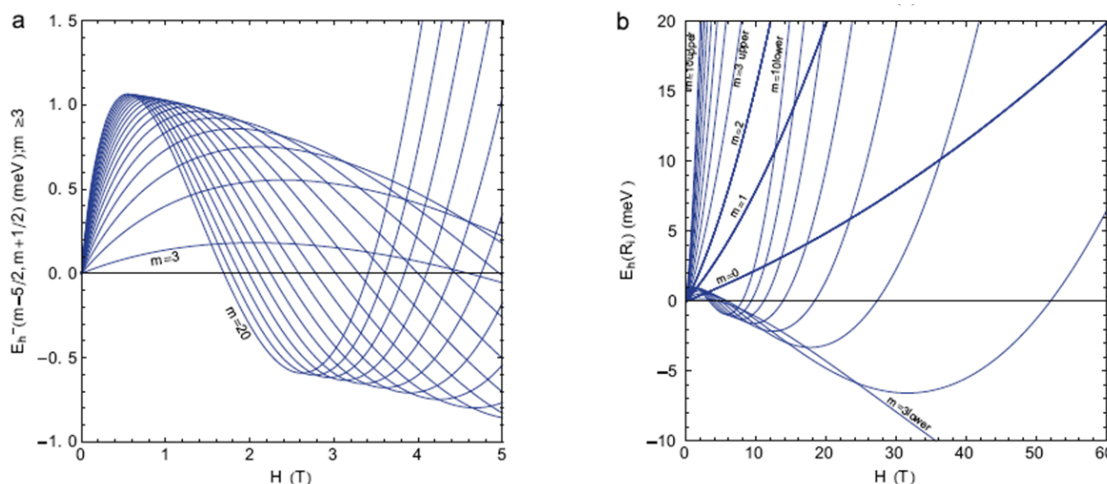 a
E_h^-(m−5/2,m+1/2) (meV);m ≥3
1.0
0.5
0.0
−0.5
−1.0
m=3
m=20
0 1 2 3 4 5
H (T)
b
E_h(R_i) (meV)
20
15
10
5
0
−5
−10
m=10upper
m=3 upper
m=10lower
m=2
m=1
m=0
m=3lower
0 10 20 30 40 50 60
H (T)